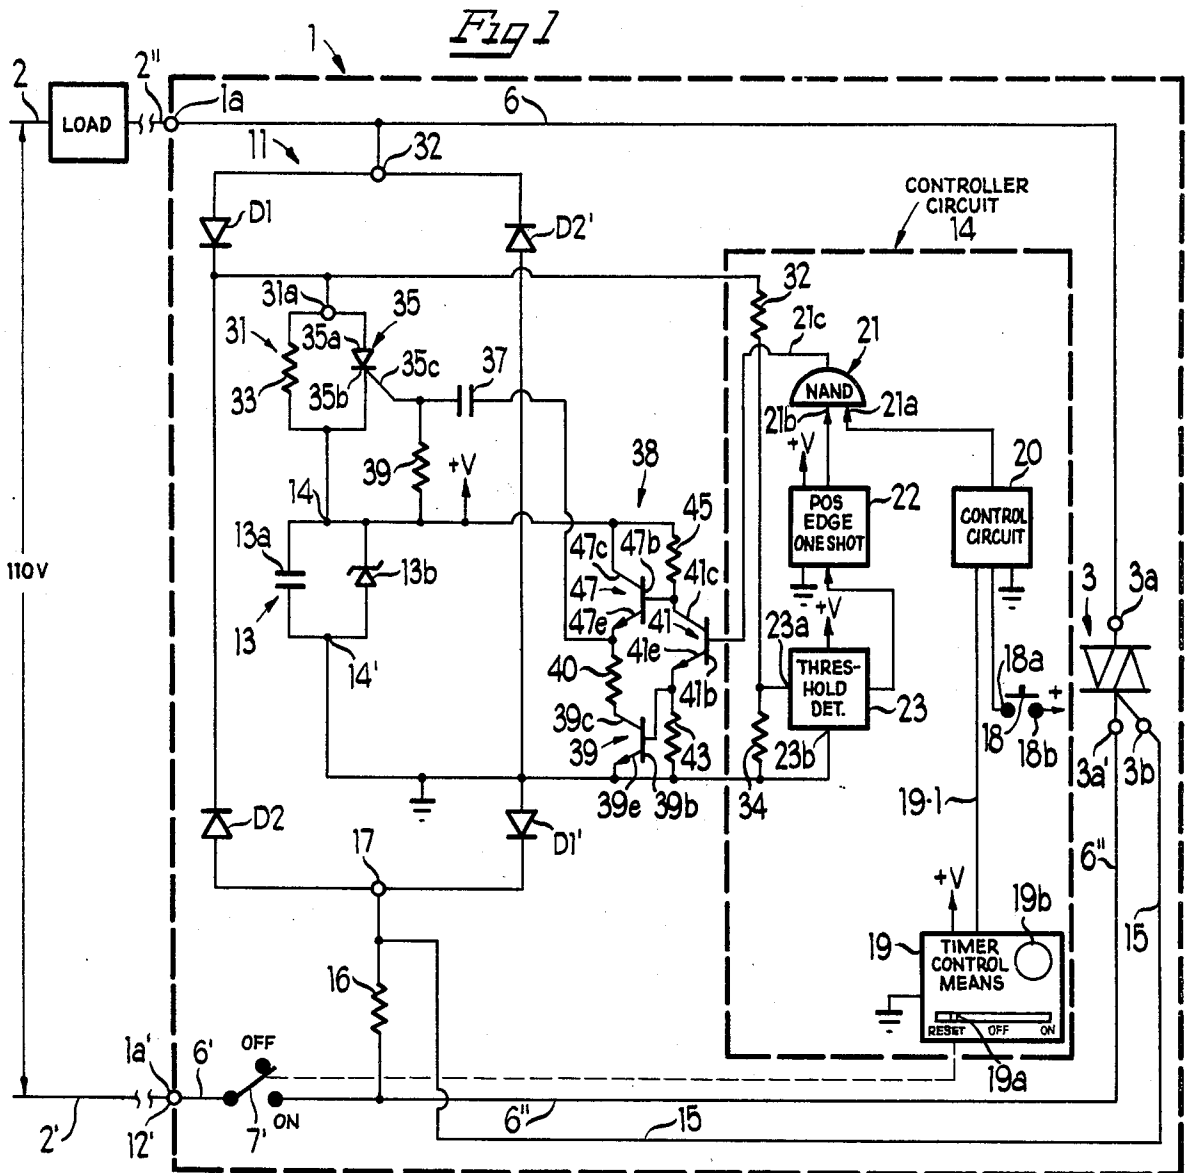 Fig 1
1
2
2"
1a
6
LOAD
11
32
CONTROLLER
CIRCUIT
14
D1
D2'
31a
35
32
21c
21
31
35a
35c
37
33
35b
NAND
21b
21a
+V
39
+V
38
20
14
45
POS
EDGE
ONE SHOT
22
CONTROL
CIRCUIT
13a
47c
47b
41c
110V
13b
47
41
+V
3
3a
13
47e
23a
14'
41e
THRES-
HOLD
DET.
18a
+
40
41b
23
39c
18
18b
39
43
23b
3a'
3b
39e
39b
34
19-1
D2
D1'
17
6"
+V
19b
15
19
TIMER
CONTROL
MEANS
16
RESET
OFF
ON
1a'
6'
OFF
19a
2'
12'
7'
ON
6"
15